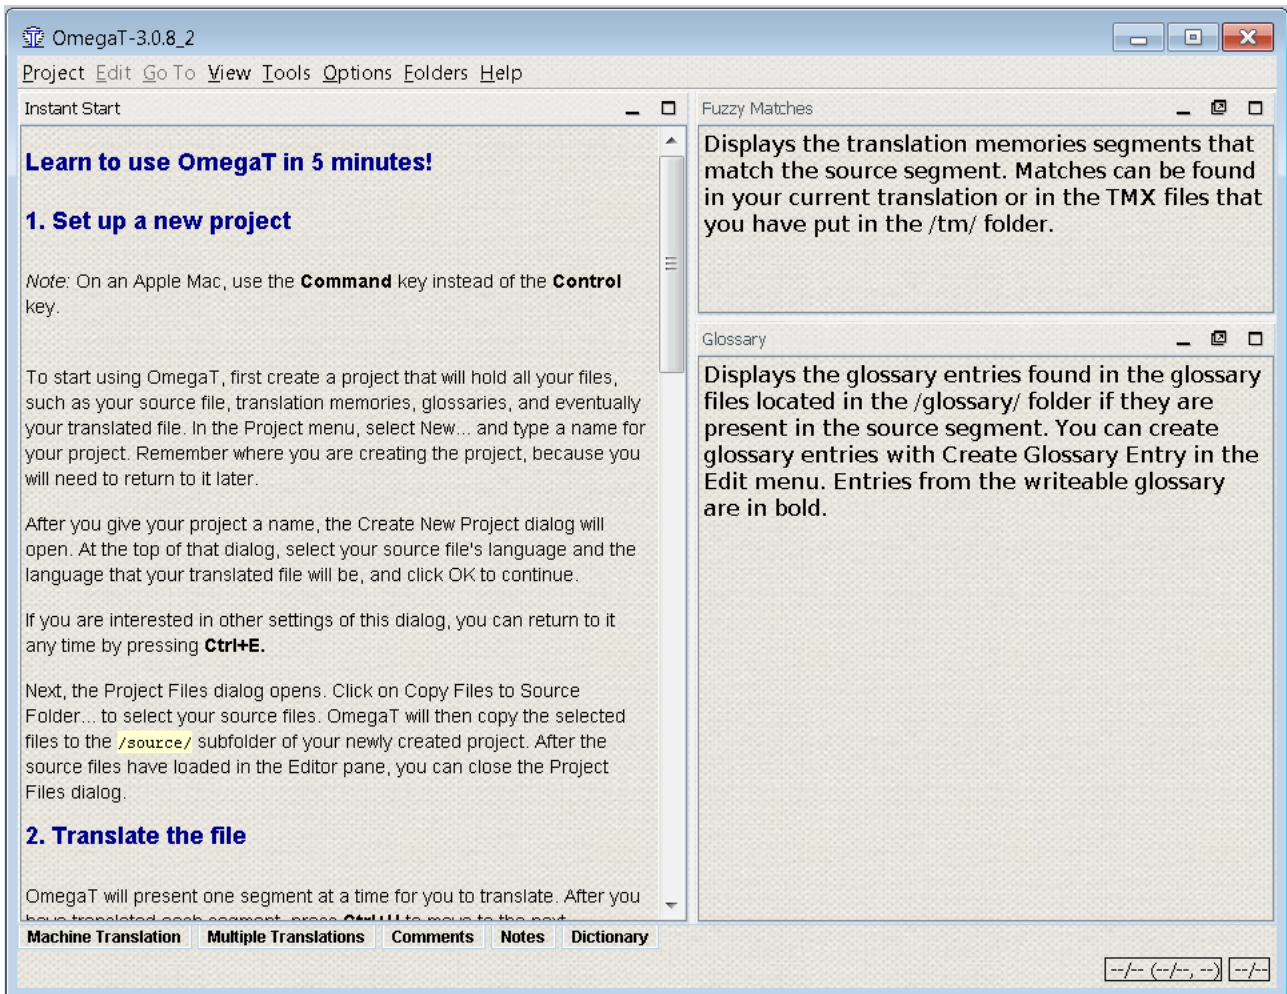 OmegaT-3.0.8_2
Project Edit Go To View Tools Options Folders Help
Instant Start
Learn to use OmegaT in 5 minutes!
1. Set up a new project
Note: On an Apple Mac, use the Command key instead of the Control
key.
To start using OmegaT, first create a project that will hold all your files,
such as your source file, translation memories, glossaries, and eventually
your translated file. In the Project menu, select New... and type a name for
your project. Remember where you are creating the project, because you
will need to return to it later.
After you give your project a name, the Create New Project dialog will
open. At the top of that dialog, select your source file's language and the
language that your translated file will be, and click OK to continue.
If you are interested in other settings of this dialog, you can return to it
any time by pressing Ctrl+E.
Next, the Project Files dialog opens. Click on Copy Files to Source
Folder... to select your source files. OmegaT will then copy the selected
files to the /source/ subfolder of your newly created project. After the
source files have loaded in the Editor pane, you can close the Project
Files dialog.
2. Translate the file
OmegaT will present one segment at a time for you to translate. After you
have translated each segment, press Ctrl+U to move to the next
Fuzzy Matches
Displays the translation memories segments that
match the source segment. Matches can be found
in your current translation or in the TMX files that
you have put in the /tm/ folder.
Glossary
Displays the glossary entries found in the glossary
files located in the /glossary/ folder if they are
present in the source segment. You can create
glossary entries with Create Glossary Entry in the
Edit menu. Entries from the writeable glossary
are in bold.
Machine Translation Multiple Translations Comments Notes Dictionary
--/-- (--/--, --) --/--